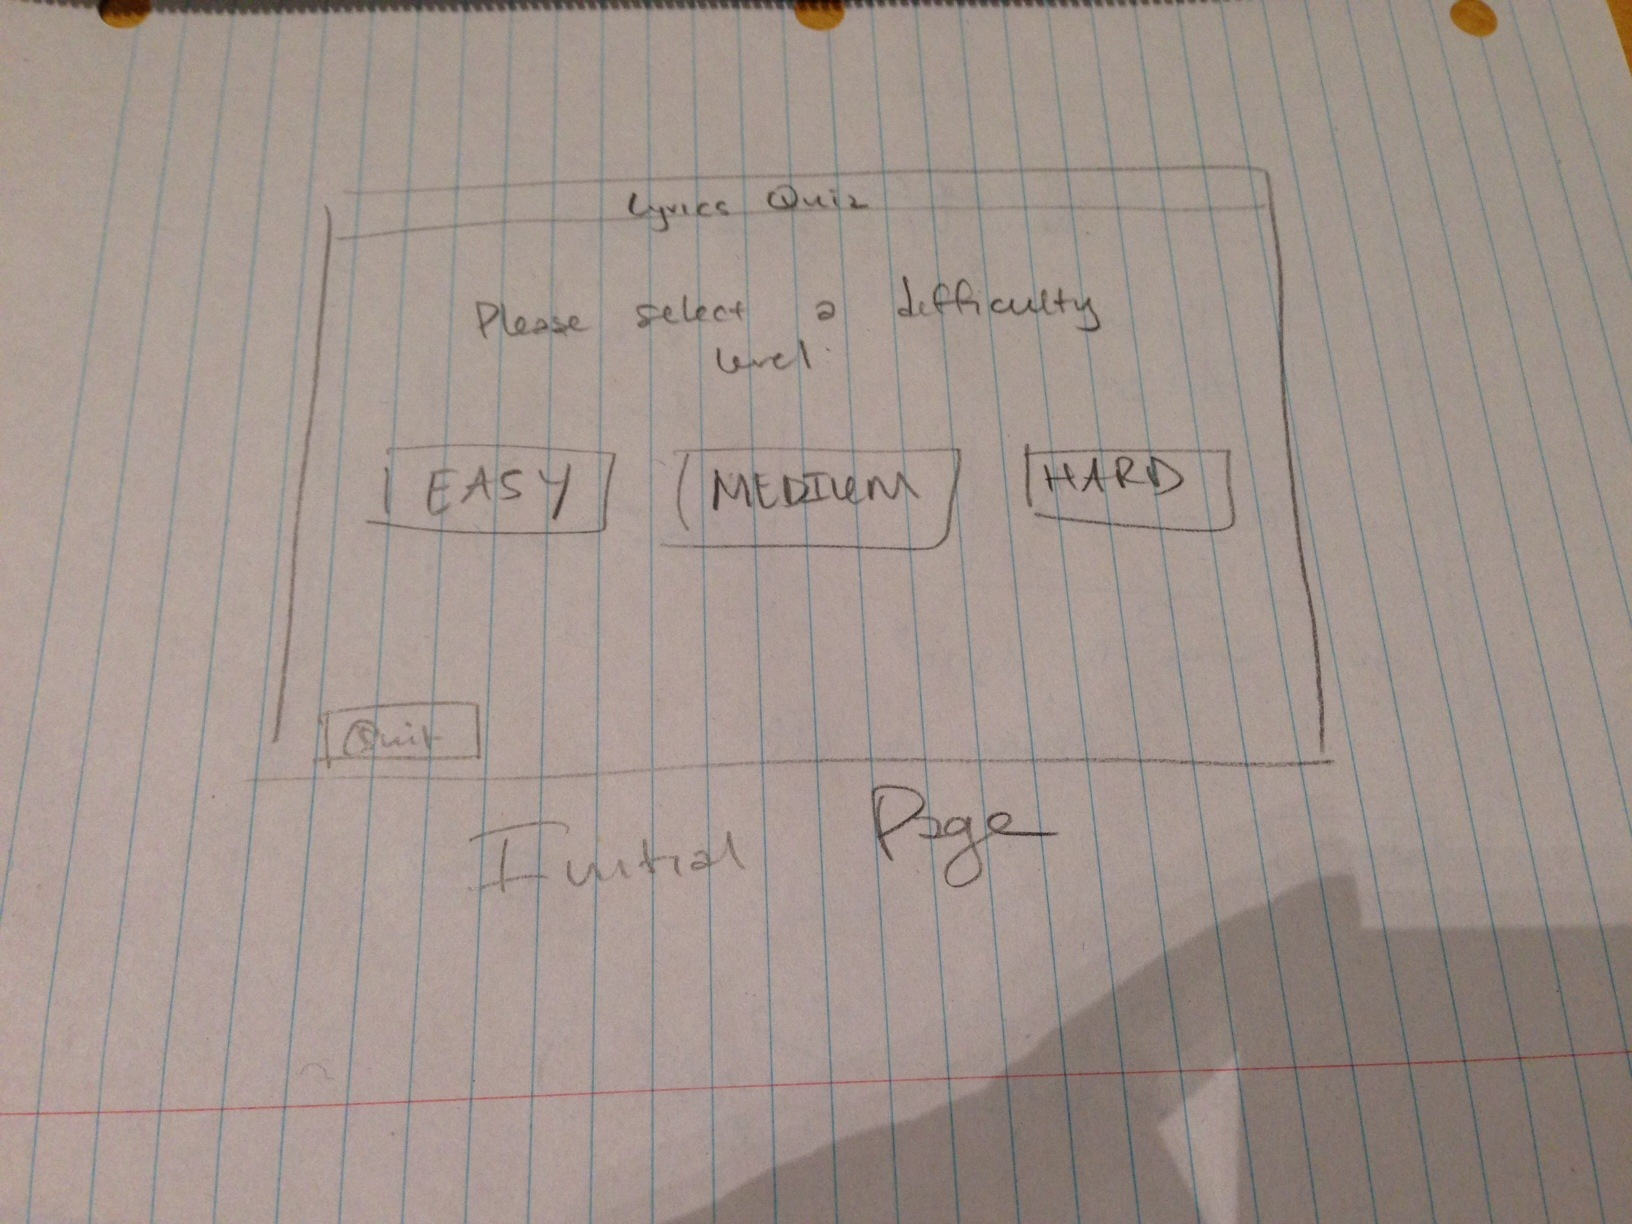 Lyrics Quiz
Please select a difficulty
level.
EASY MEDIUM HARD
Quit
Initial Page